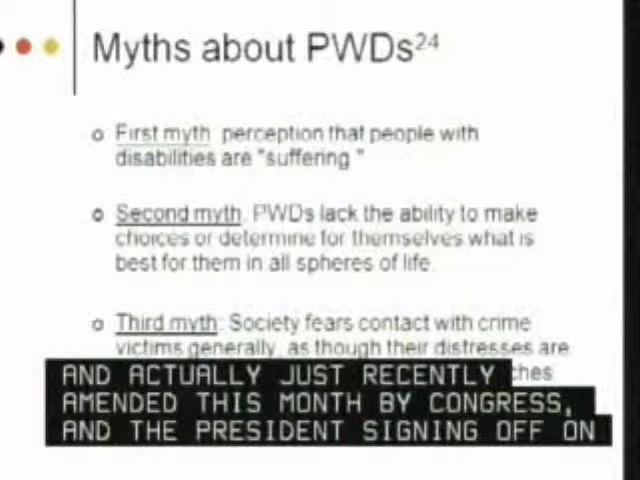 Myths about PWDs24
First myth perception that people with
disabilities are "suffering "
Second myth. PWDs lack the ability to make
choices or determine for themselves what is
best for them in all spheres of life
Third myth: Society fears contact with crime
victims generally, as though their distresses are
ches
AND ACTUALLY JUST RECENTLY
AMENDED THIS MONTH BY CONGRESS,
AND THE PRESIDENT SIGNING OFF ON